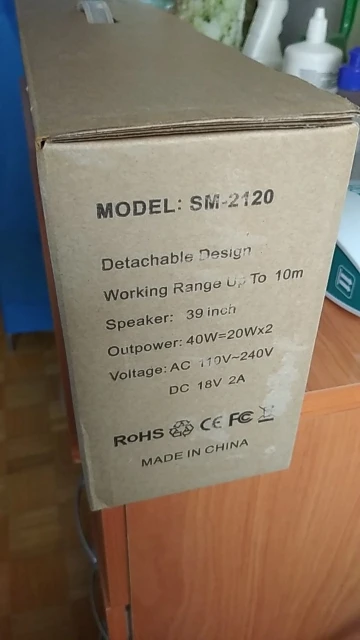 MODEL: SM-2120
Detachable Design
Working Range Up To 10m
Speaker: 39 inch
Outpower: 40W=20Wx2
Voltage: AC 110V~240V
DC 18V 2A
RoHS CE FC
MADE IN CHINA